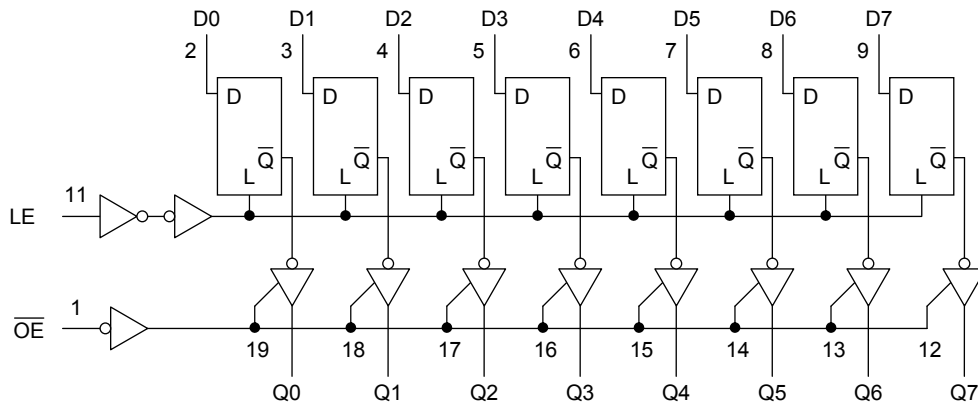 D0 D1 D2 D3 D4 D5 D6 D7
2 3 4 5 6 7 8 9
D D D D D D D D
Q̅ Q̅ Q̅ Q̅ Q̅ Q̅ Q̅ Q̅
L L L L L L L L
11
LE
1
O̅E̅
19 18 17 16 15 14 13 12
Q0 Q1 Q2 Q3 Q4 Q5 Q6 Q7